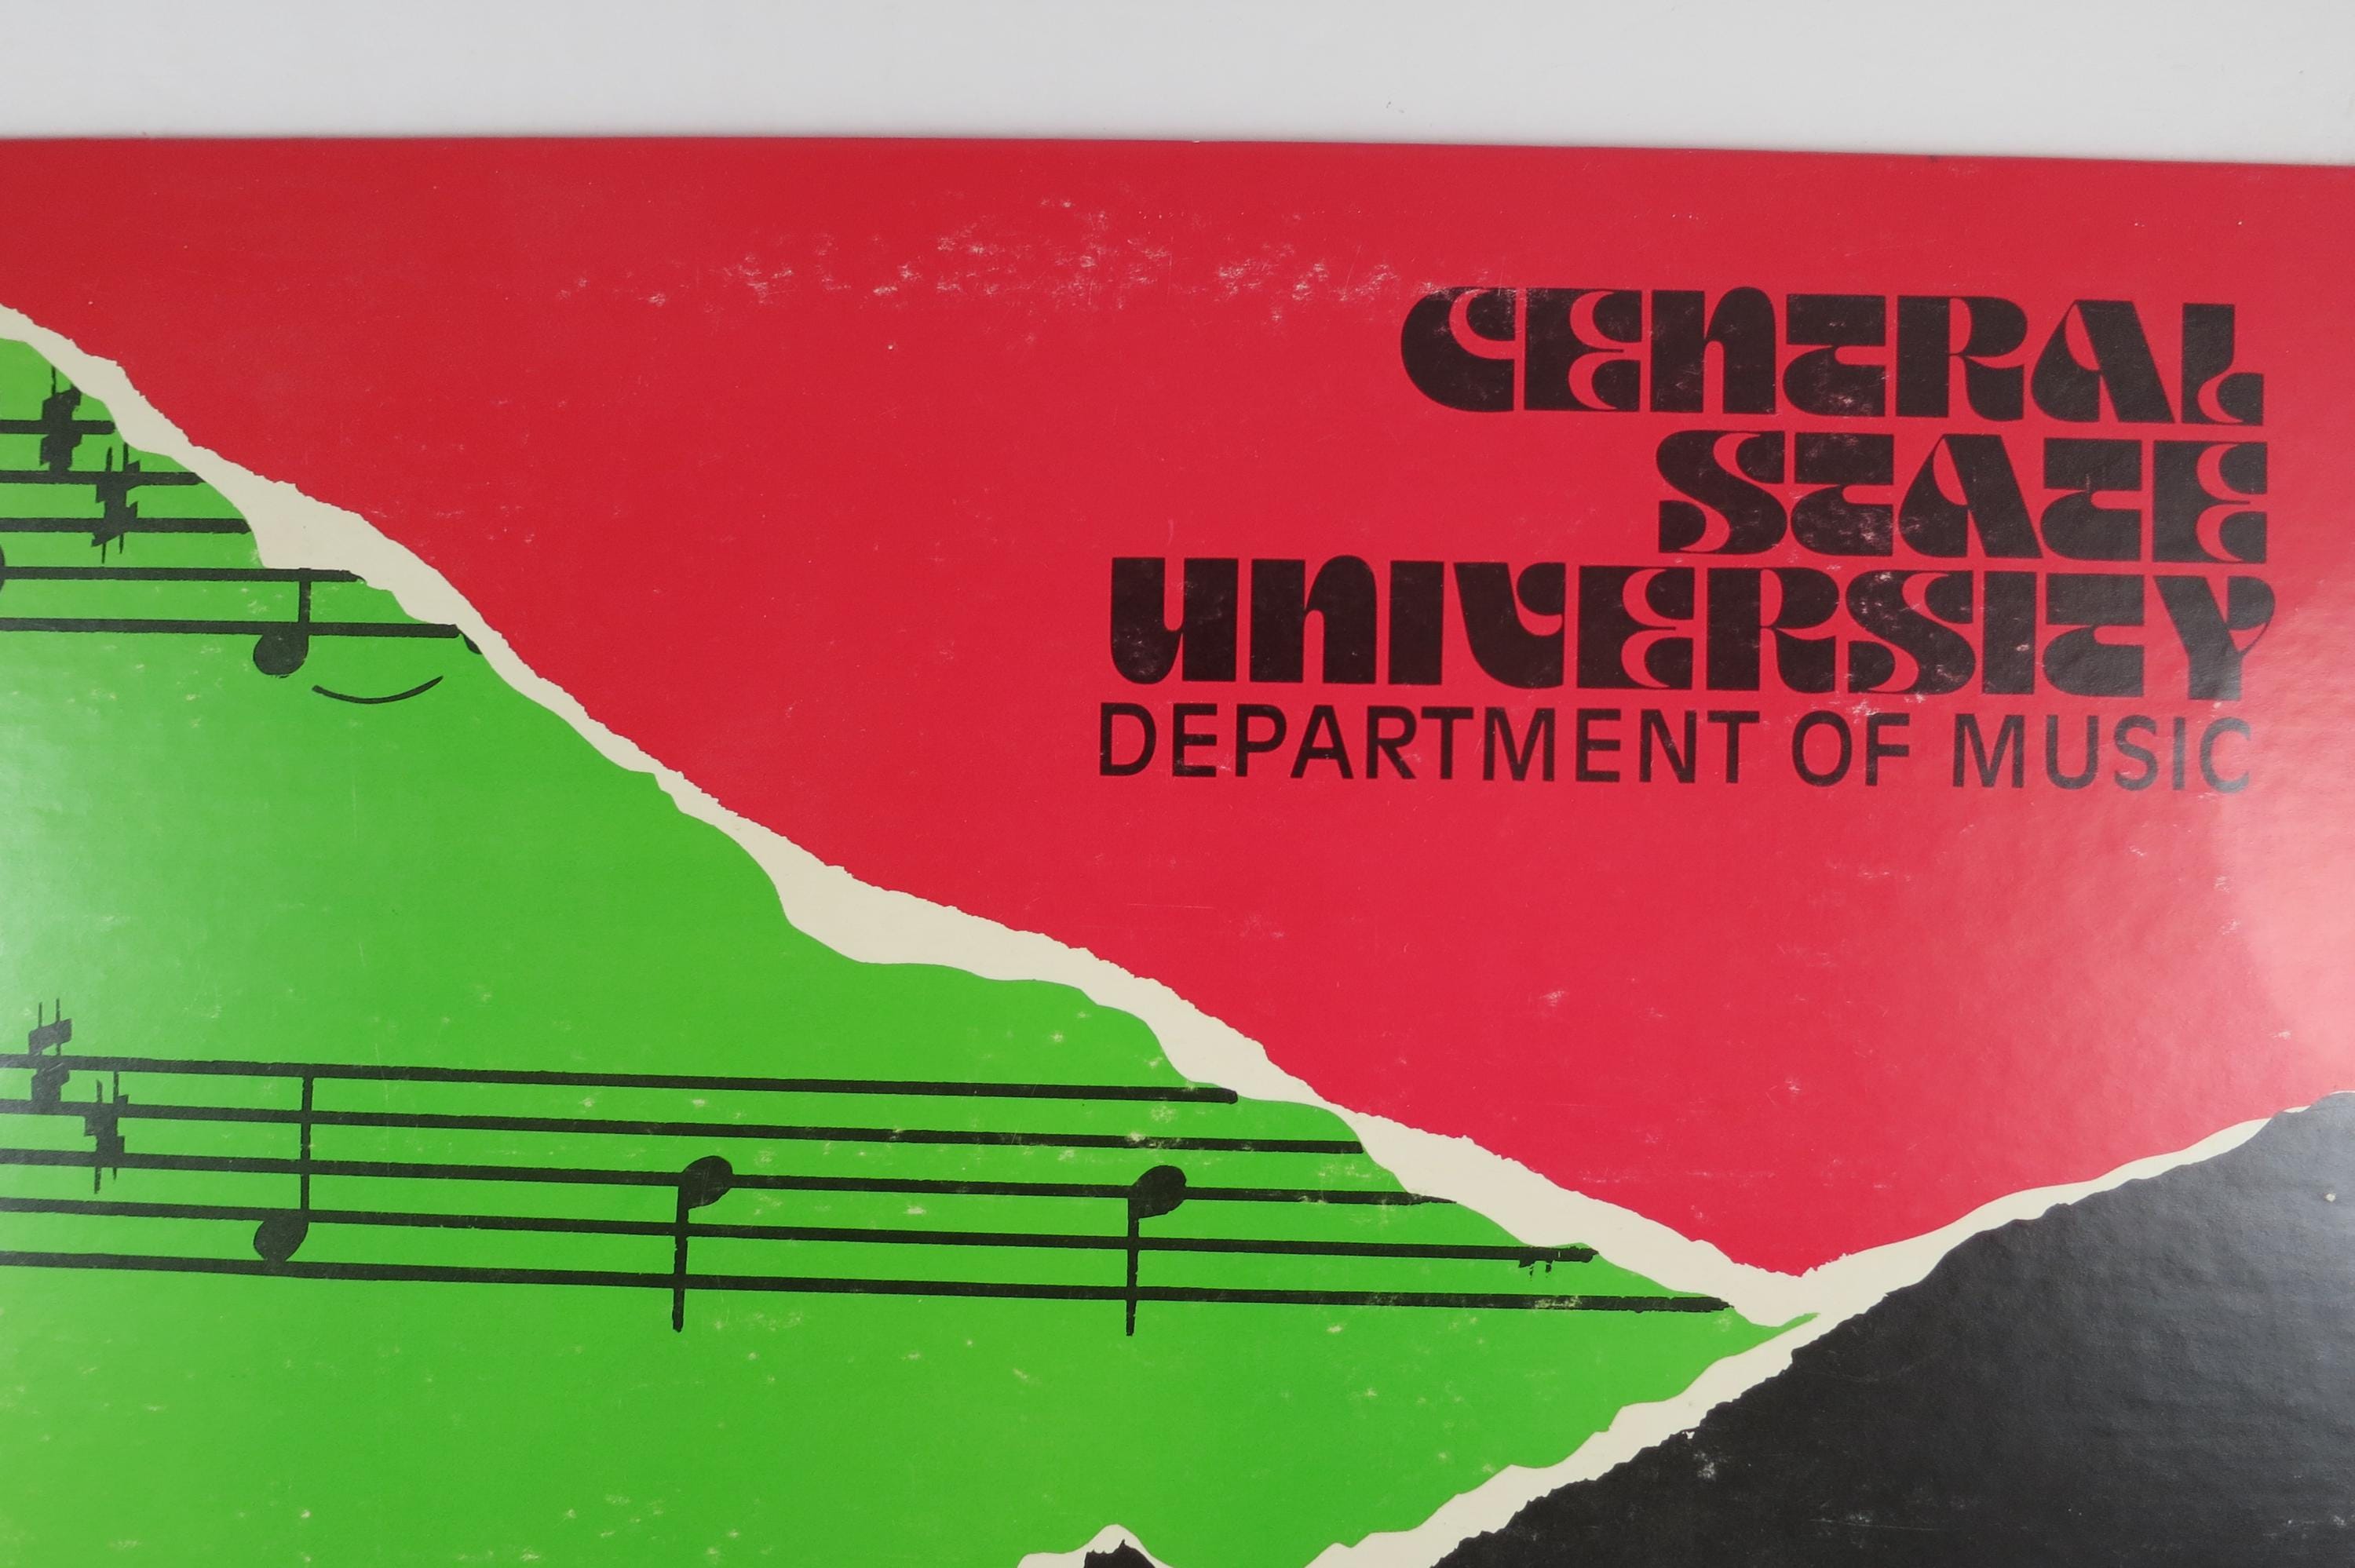 CENTRAL
STATE
UNIVERSITY
DEPARTMENT OF MUSIC